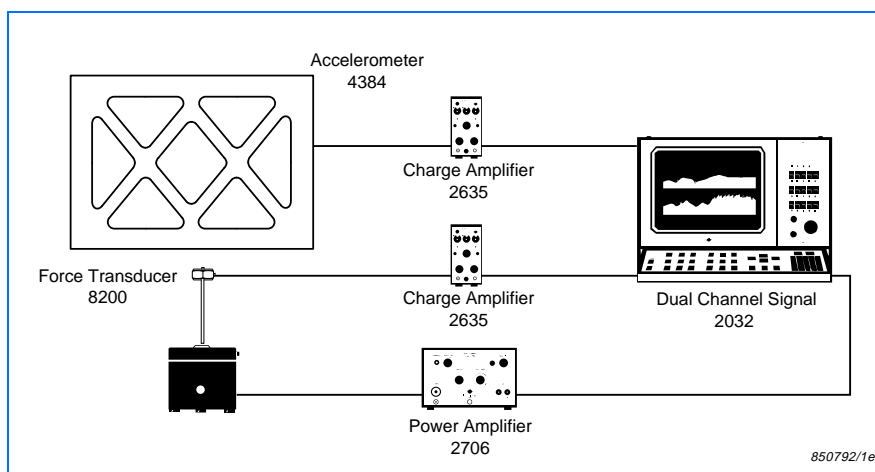 Accelerometer
4384
Charge Amplifier
2635
Force Transducer
8200
Charge Amplifier
2635
Dual Channel Signal
2032
Power Amplifier
2706
850792/1e